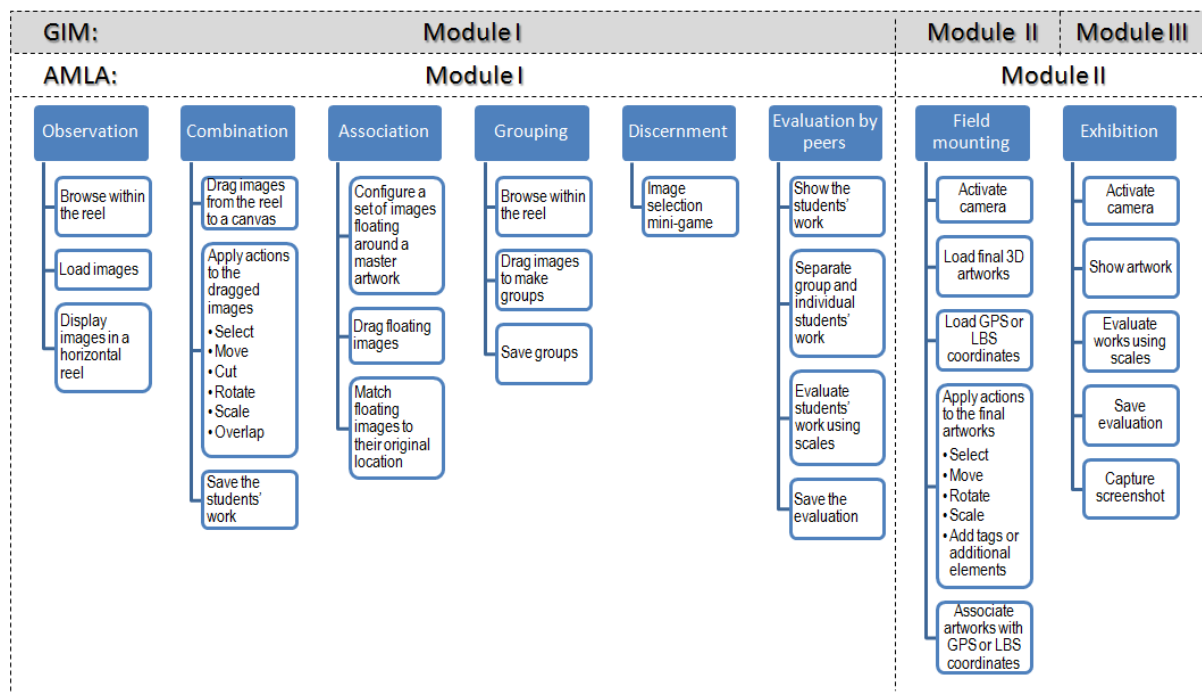 GIM:
Module I
Module II
Module III
AMLA:
Module I
Module II
Observation
Browse within
the reel
Load images
Display
images in a
horizontal
reel
Combination
Drag images
from the reel
to a canvas
Apply actions
to the
dragged
images
• Select
• Move
• Cut
• Rotate
• Scale
• Overlap
Save the
students'
work
Association
Configure a
set of images
floating
around a
master
artwork
Drag floating
images
Match
floating
images to
their original
location
Grouping
Browse within
the reel
Drag images
to make
groups
Save groups
Discernment
Image
selection
mini-game
Evaluation by
peers
Show the
students'
work
Separate
group and
individual
students'
work
Evaluate
students'
work using
scales
Save the
evaluation
Field
mounting
Activate
camera
Load final 3D
artworks
Load GPS or
LBS
coordinates
Apply actions
to the final
artworks
• Select
• Move
• Rotate
• Scale
• Add tags or
additional
elements
Associate
artworks with
GPS or LBS
coordinates
Exhibition
Activate
camera
Show artwork
Evaluate
works using
scales
Save
evaluation
Capture
screenshot